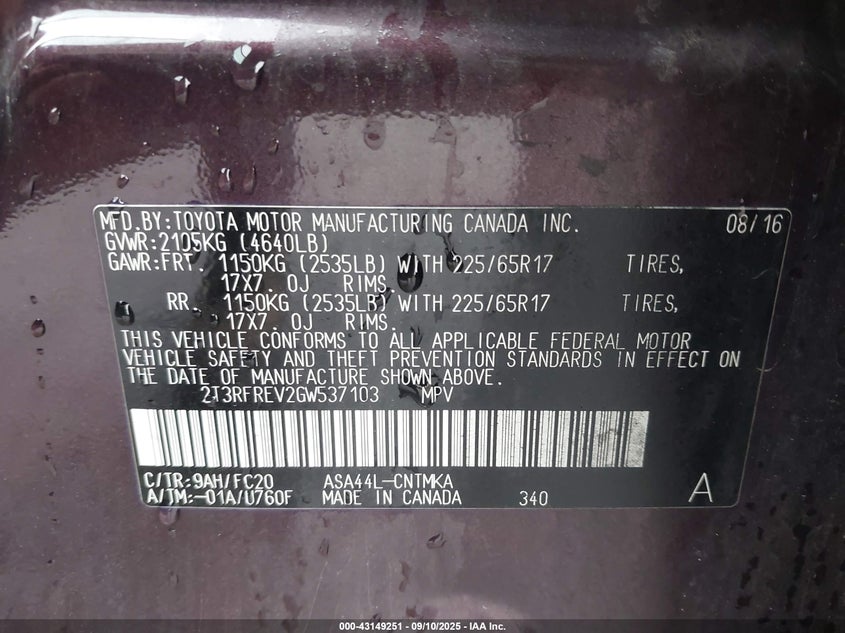 MFD.BY:TOYOTA MOTOR MANUFACTURING CANADA INC. 08/16
GVWR:2105KG (4640LB)
GAWR:FRT. 1150KG (2535LB) WITH 225/65R17 TIRES,
17X7.0J RIMS.
RR. 1150KG (2535LB) WITH 225/65R17 TIRES,
17X7.0J RIMS.
THIS VEHICLE CONFORMS TO ALL APPLICABLE FEDERAL MOTOR
VEHICLE SAFETY AND THEFT PREVENTION STANDARDS IN EFFECT ON
THE DATE OF MANUFACTURE SHOWN ABOVE.
2T3RFREV2GW537103 MPV
C/TR:9AH/FC20 ASA44L-CNTMKA
A/TM:-01A/U760F MADE IN CANADA 340 A
000-43149251 - 09/10/2025 - IAA Inc.